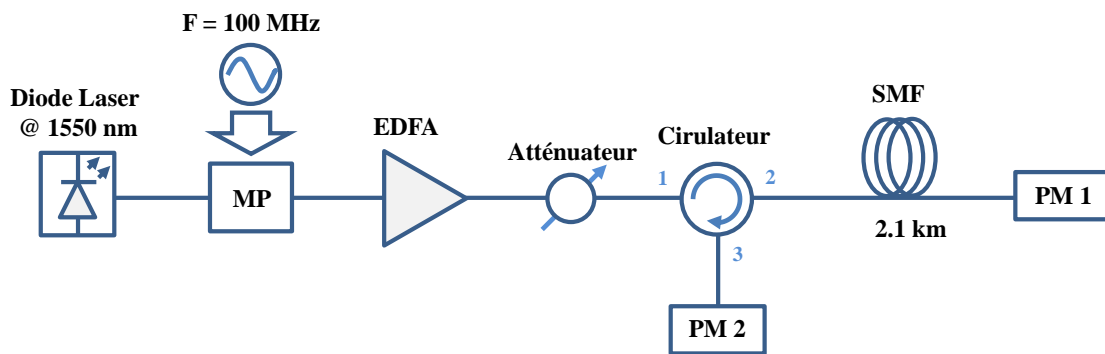 F = 100 MHz
Diode Laser
@ 1550 nm
MP
EDFA
Atténuateur
Cirulateur
1
2
3
SMF
2.1 km
PM 1
PM 2